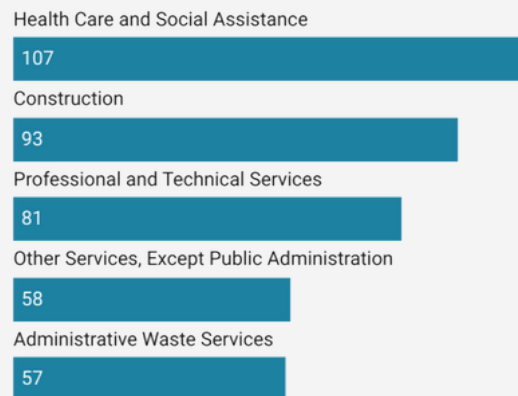 Health Care and Social Assistance
107
Construction
93
Professional and Technical Services
81
Other Services, Except Public Administration
58
Administrative Waste Services
57